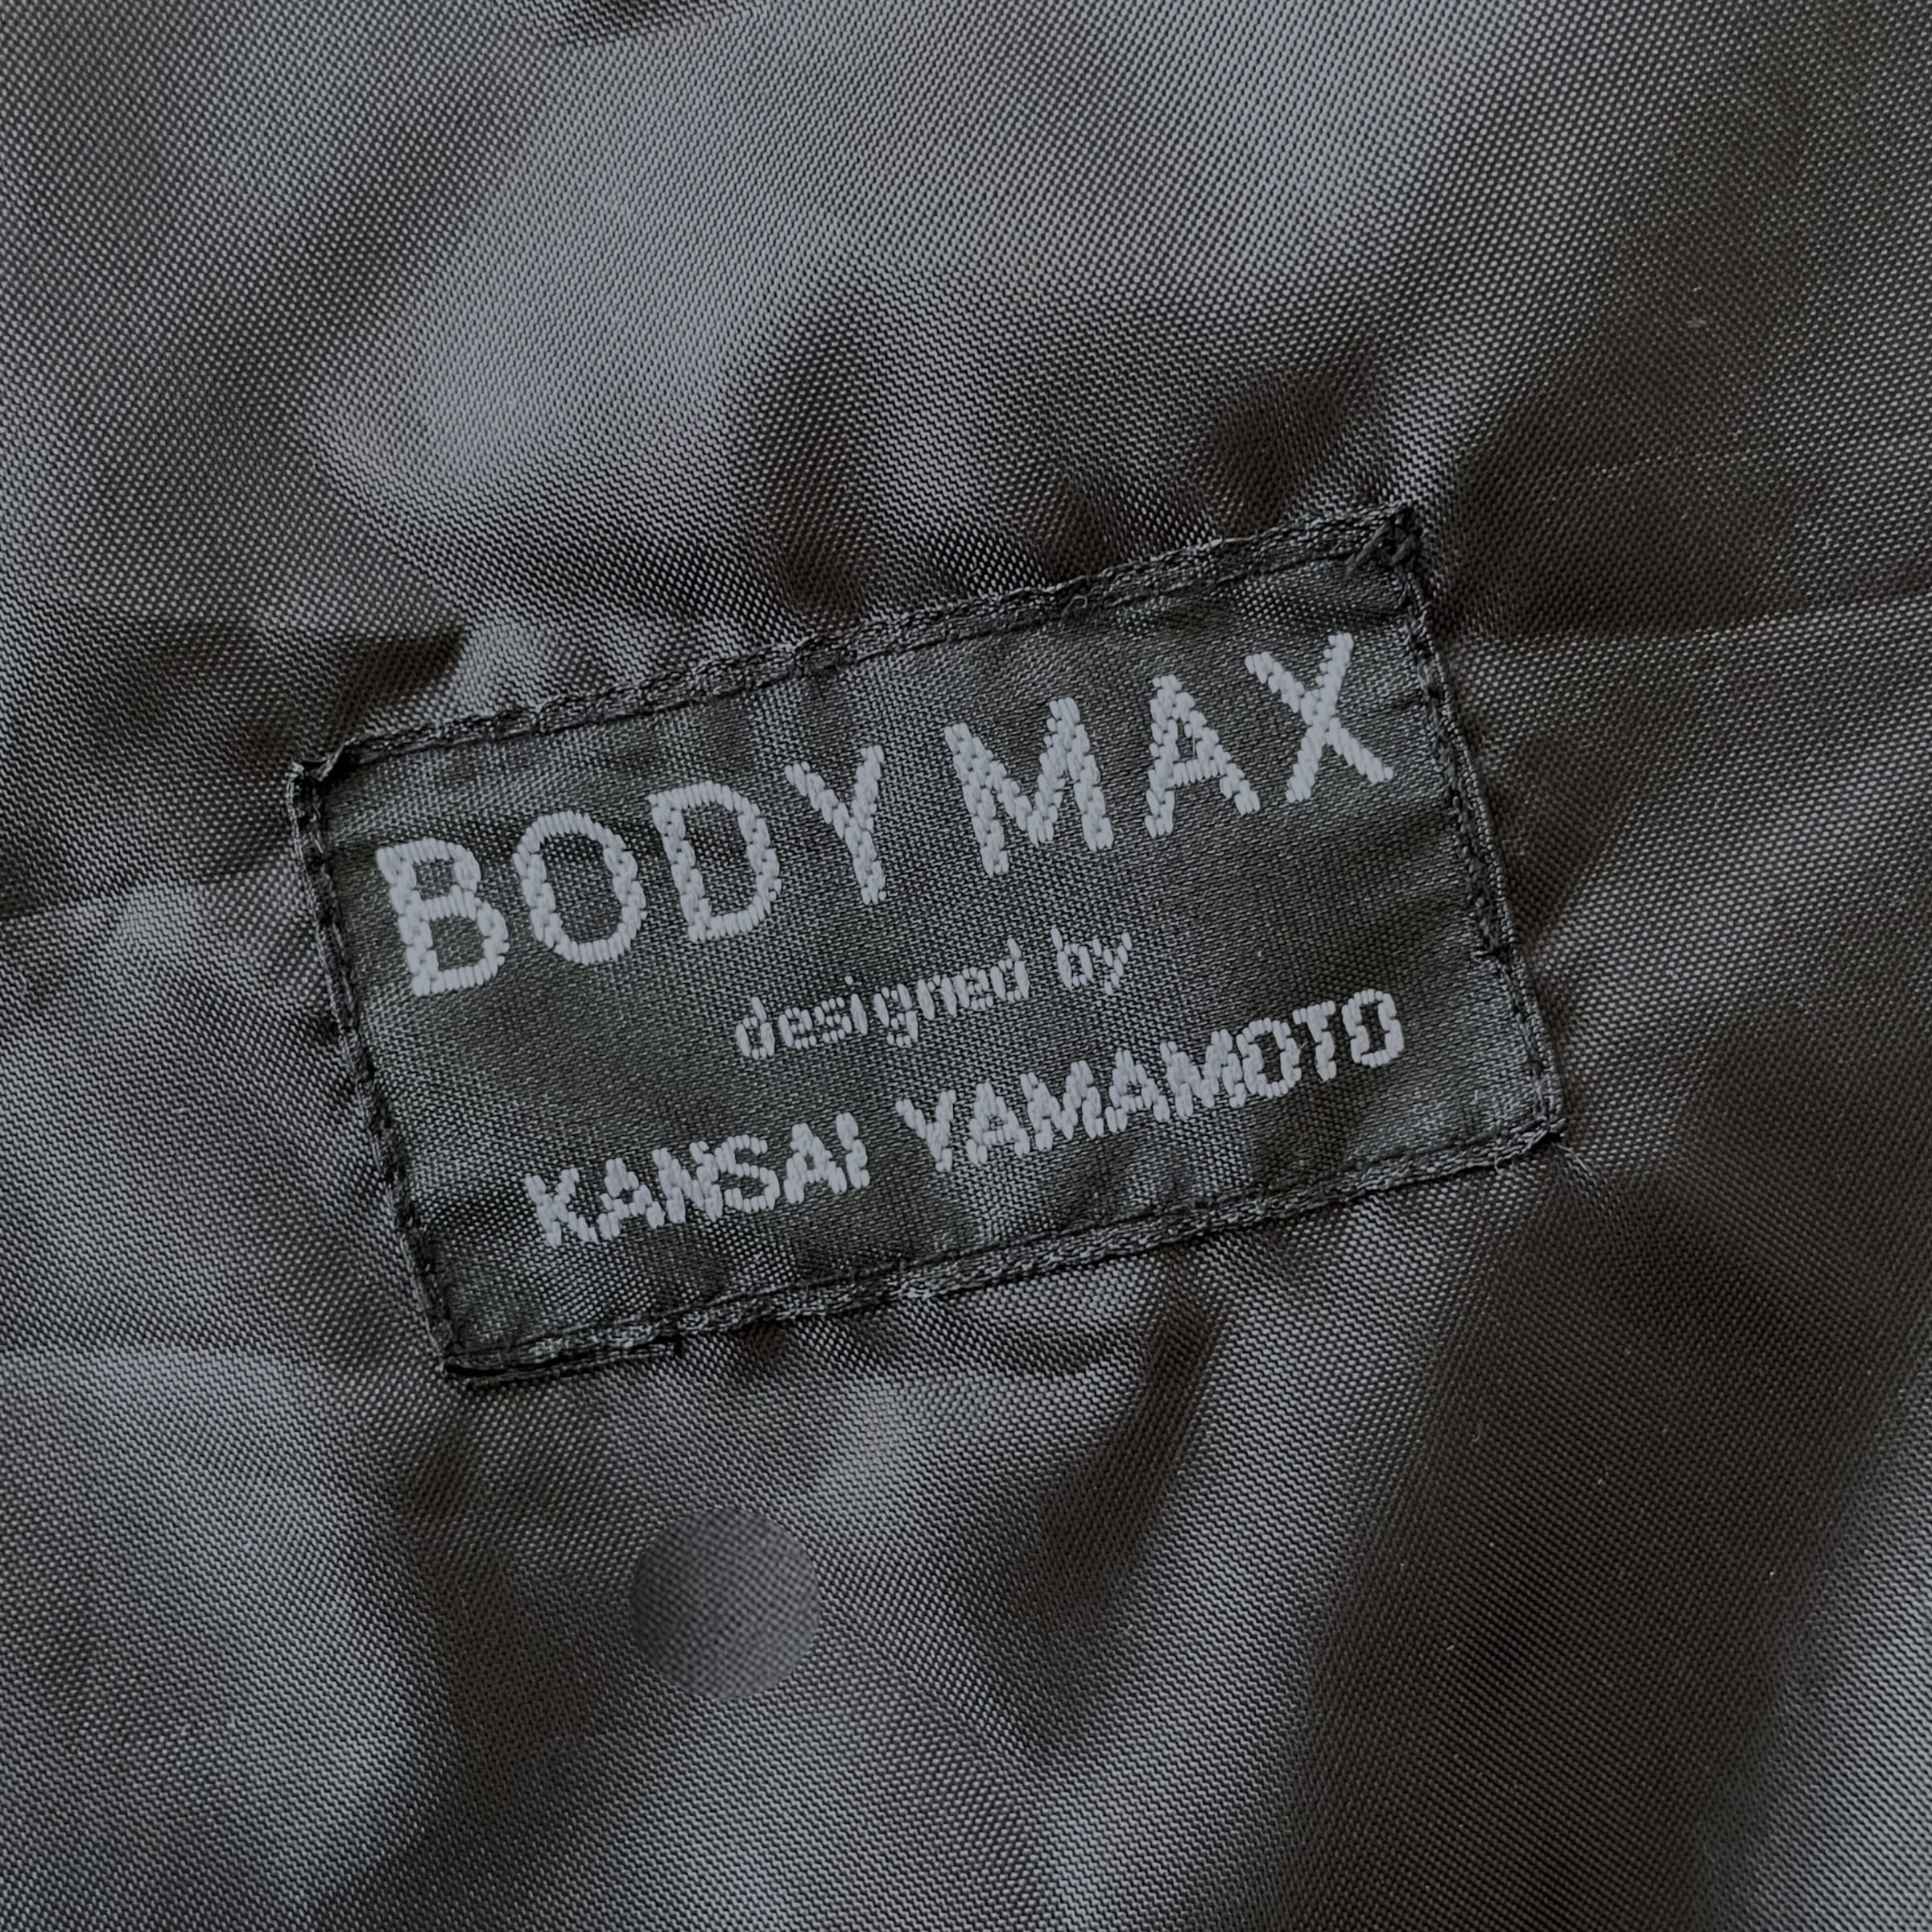 BODY MAX
designed by
KANSAI YAMAMOTO